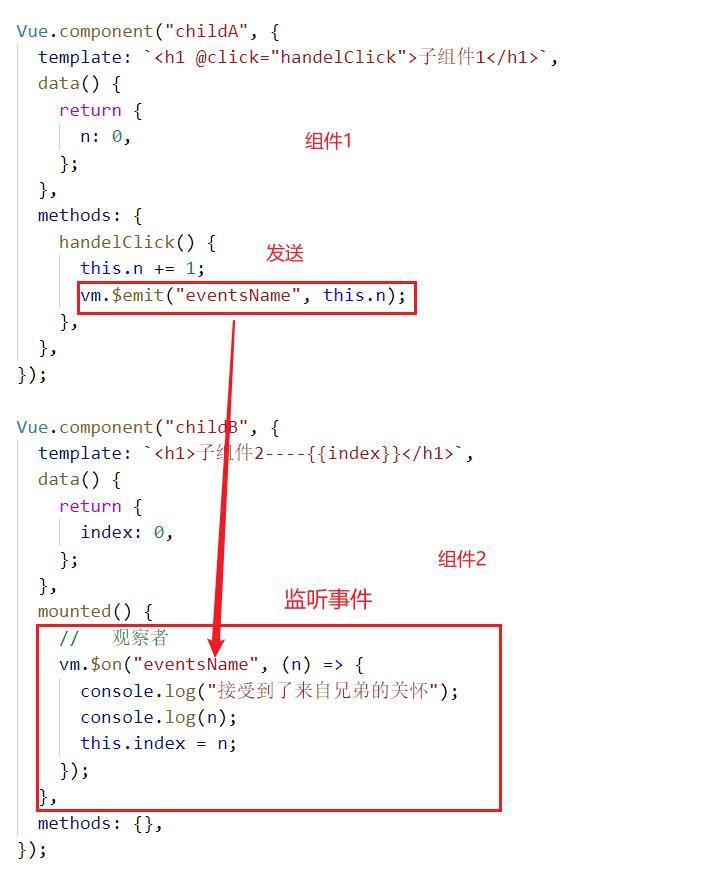 Vue.component("childA", {
template: `<h1 @click="handelClick">子组件1</h1>`,
data() {
return {
n: 0,
组件1
};
},
methods: {
handelClick() {
发送
this.n += 1;
vm.$emit("eventsName", this.n);
},
},
});
Vue.component("childB", {
template: `<h1>子组件2----{{index}}</h1>`,
data() {
return {
index: 0,
};
组件2
},
mounted() {
监听事件
// 观察者
vm.$on("eventsName", (n) => {
console.log("接受到了来自兄弟的关怀");
console.log(n);
this.index = n;
});
},
methods: {},
});